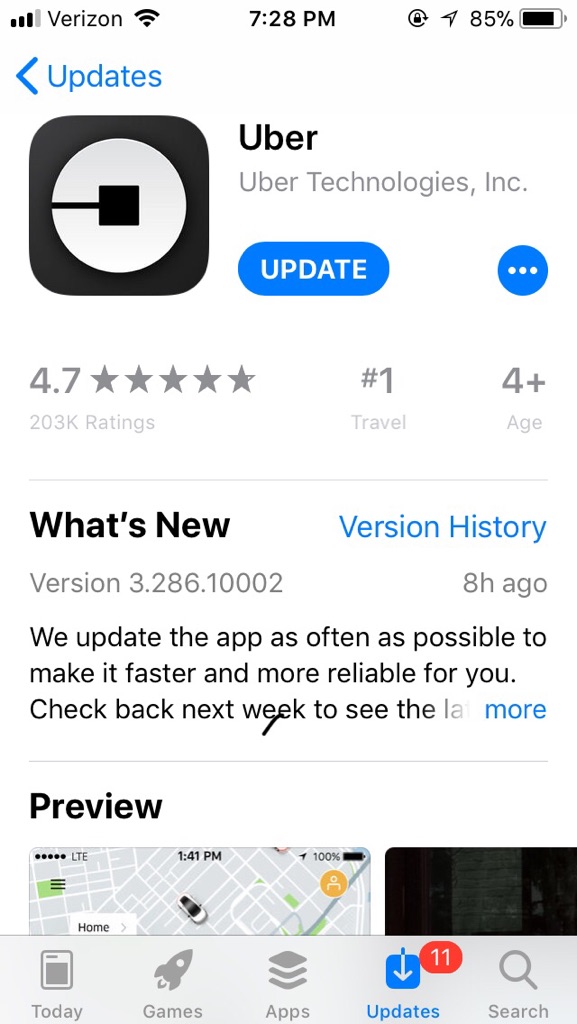 Verizon 7:28 PM 85%
Updates
Uber
Uber Technologies, Inc.
UPDATE
4.7 #1 4+
203K Ratings Travel Age
What's New Version History
Version 3.286.10002 8h ago
We update the app as often as possible to
make it faster and more reliable for you.
Check back next week to see the more
Preview
LTE 1:41 PM 100%
Home
11
Today Games Apps Updates Search